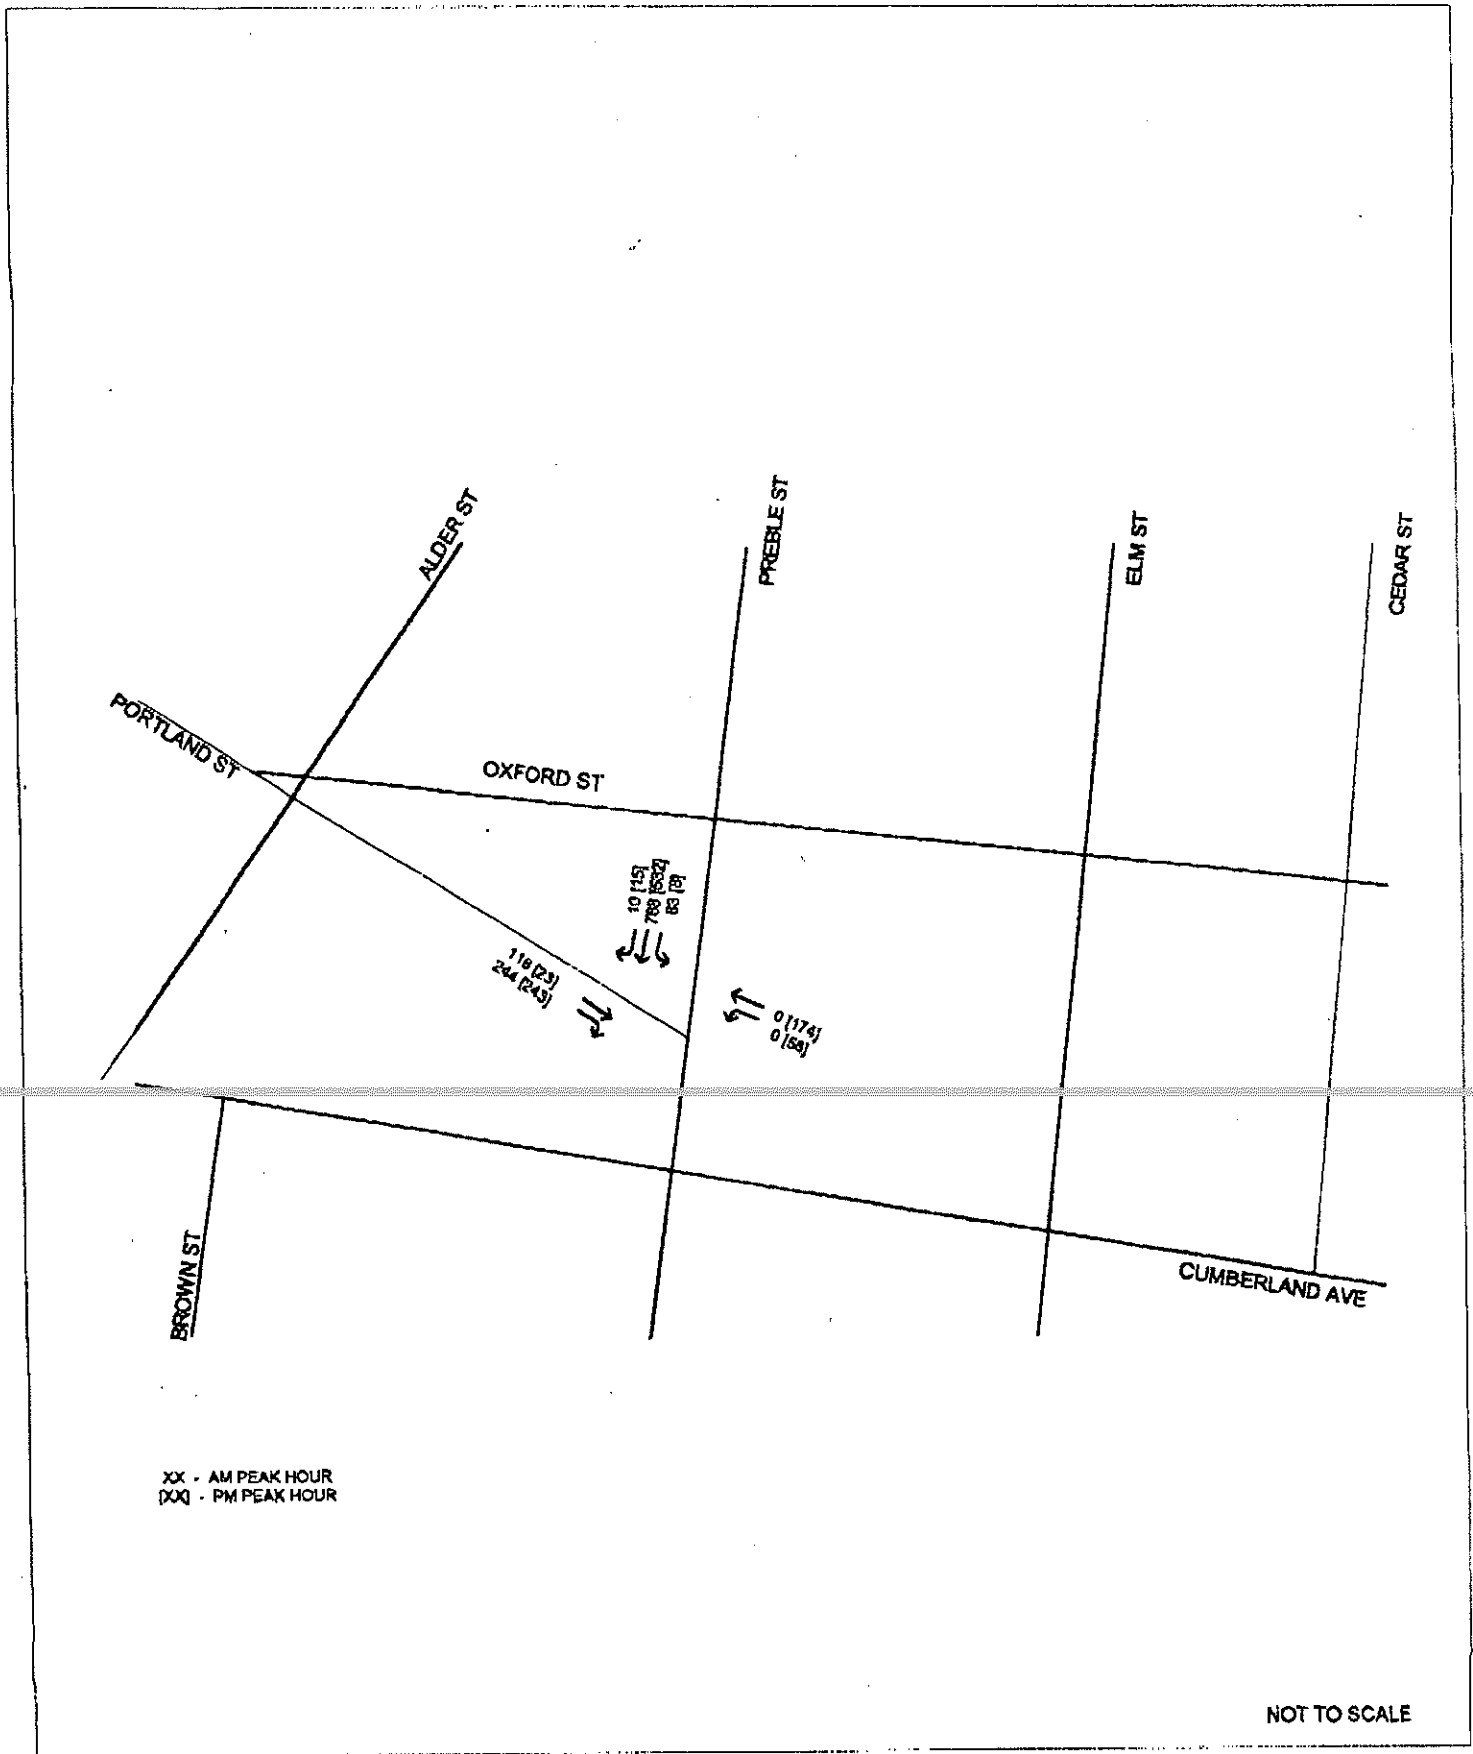 ALDER ST
PREBLE ST
ELM ST
CEDAR ST
PORTLAND ST
OXFORD ST
10 [15]
788 [532]
83 [8]
118 [23]
244 [243]
0 [174]
0 [58]
BROWN ST
CUMBERLAND AVE
XX - AM PEAK HOUR
[XX] - PM PEAK HOUR
NOT TO SCALE